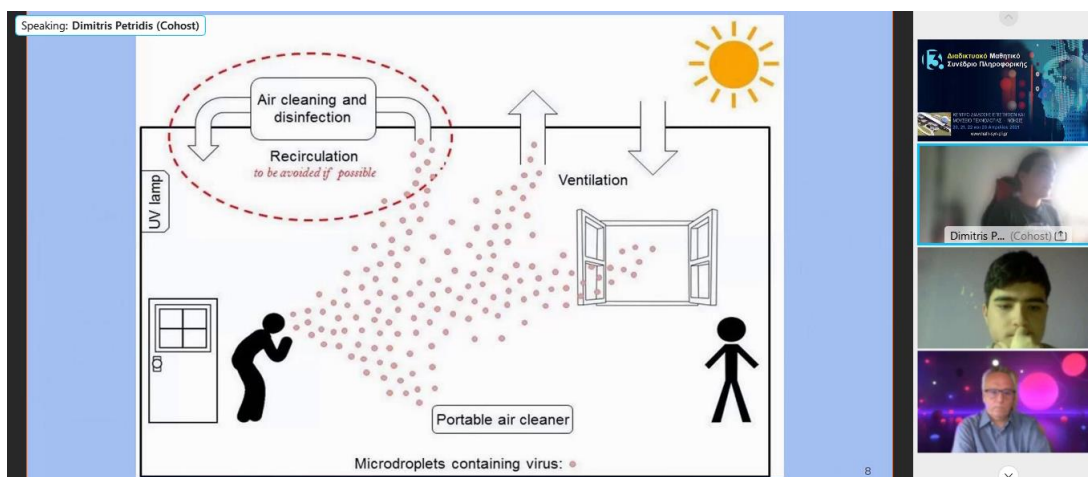 Speaking: Dimitris Petridis (Cohost)
Air cleaning and
disinfection
Recirculation
to be avoided if possible
UV lamp
Ventilation
Portable air cleaner
Microdroplets containing virus:
8
Διαδικτυακό Μαθητικό
Συνέδριο Πληροφορικής
Dimitris P... (Cohost)